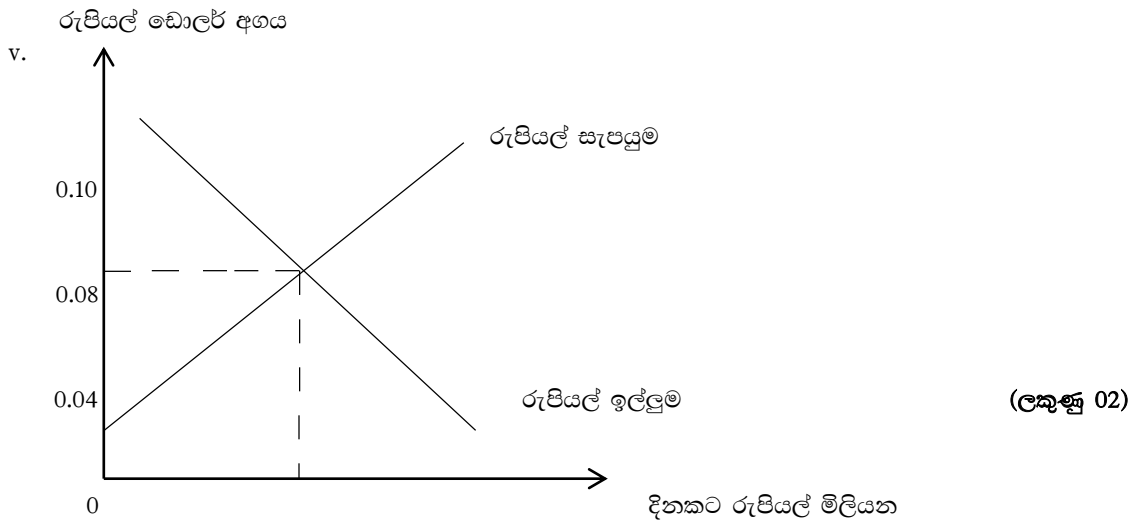 රුපියල් ඩොලර් අගය
v.
රුපියල් සැපයුම
0.10
0.08
0.04
රුපියල් ඉල්ලුම
(ලකුණු 02)
0
දිනකට රුපියල් මිලියන